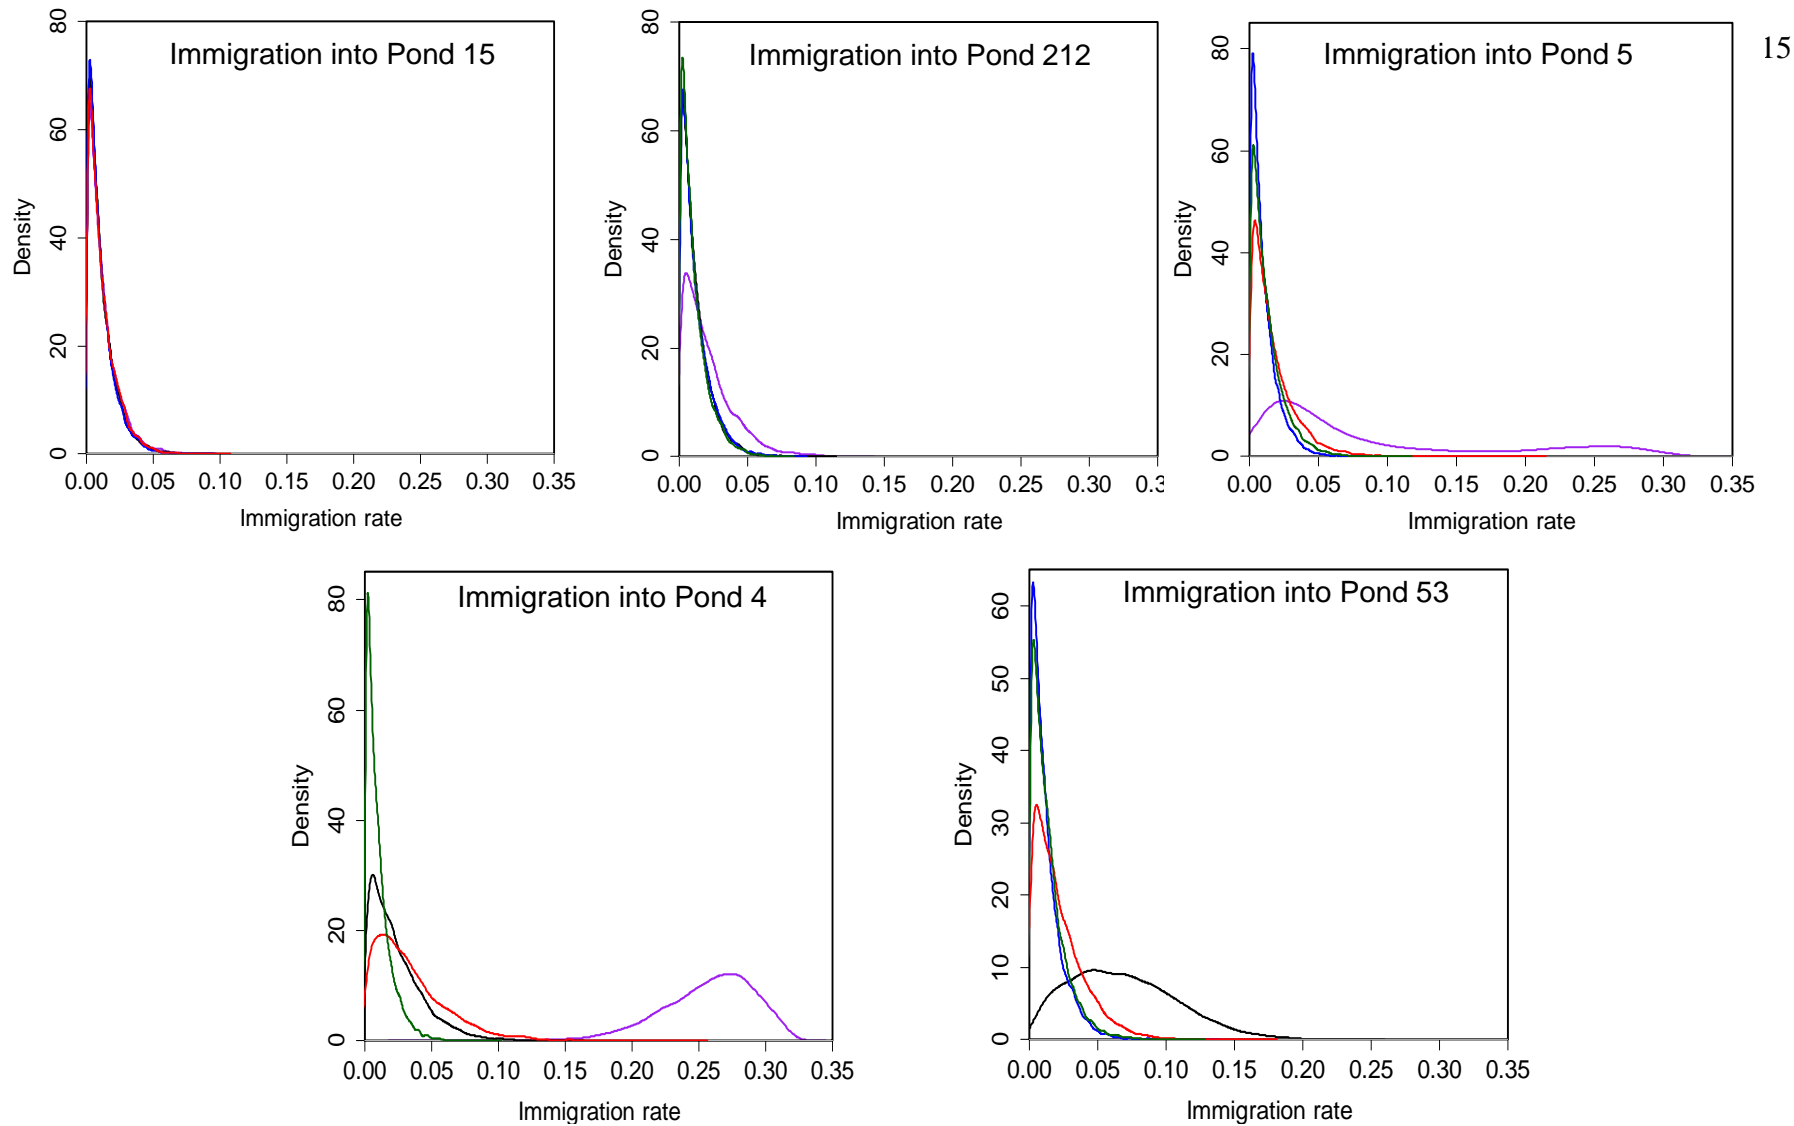 15
Immigration into Pond 15
80
60
40
20
0
Density
0.00 0.05 0.10 0.15 0.20 0.25 0.30 0.35
Immigration rate
Immigration into Pond 212
80
60
40
20
0
Density
0.00 0.05 0.10 0.15 0.20 0.25 0.30
Immigration rate
Immigration into Pond 5
80
60
40
20
0
Density
0.00 0.05 0.10 0.15 0.20 0.25 0.30 0.35
Immigration rate
Immigration into Pond 4
80
60
40
20
0
Density
0.00 0.05 0.10 0.15 0.20 0.25 0.30 0.35
Immigration rate
Immigration into Pond 53
60
50
40
30
20
10
0
Density
0.00 0.05 0.10 0.15 0.20 0.25 0.30 0.35
Immigration rate